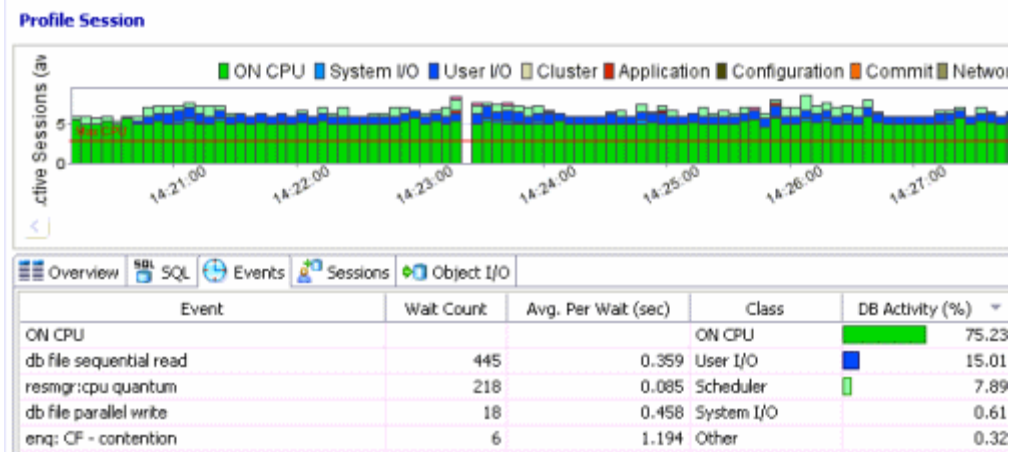 Profile Session
ctive Sessions (av
ON CPU System I/O User I/O Cluster Application Configuration Commit Networ
5
Max CPU
0
14:21:00 14:22:00 14:23:00 14:24:00 14:25:00 14:26:00 14:27:00
Overview SQL SQL Events Sessions Object I/O
Event Wait Count Avg. Per Wait (sec) Class DB Activity (%)
ON CPU ON CPU 75.23
db file sequential read 445 0.359 User I/O 15.01
resmgr:cpu quantum 218 0.085 Scheduler 7.89
db file parallel write 18 0.458 System I/O 0.61
enq: CF - contention 6 1.194 Other 0.32